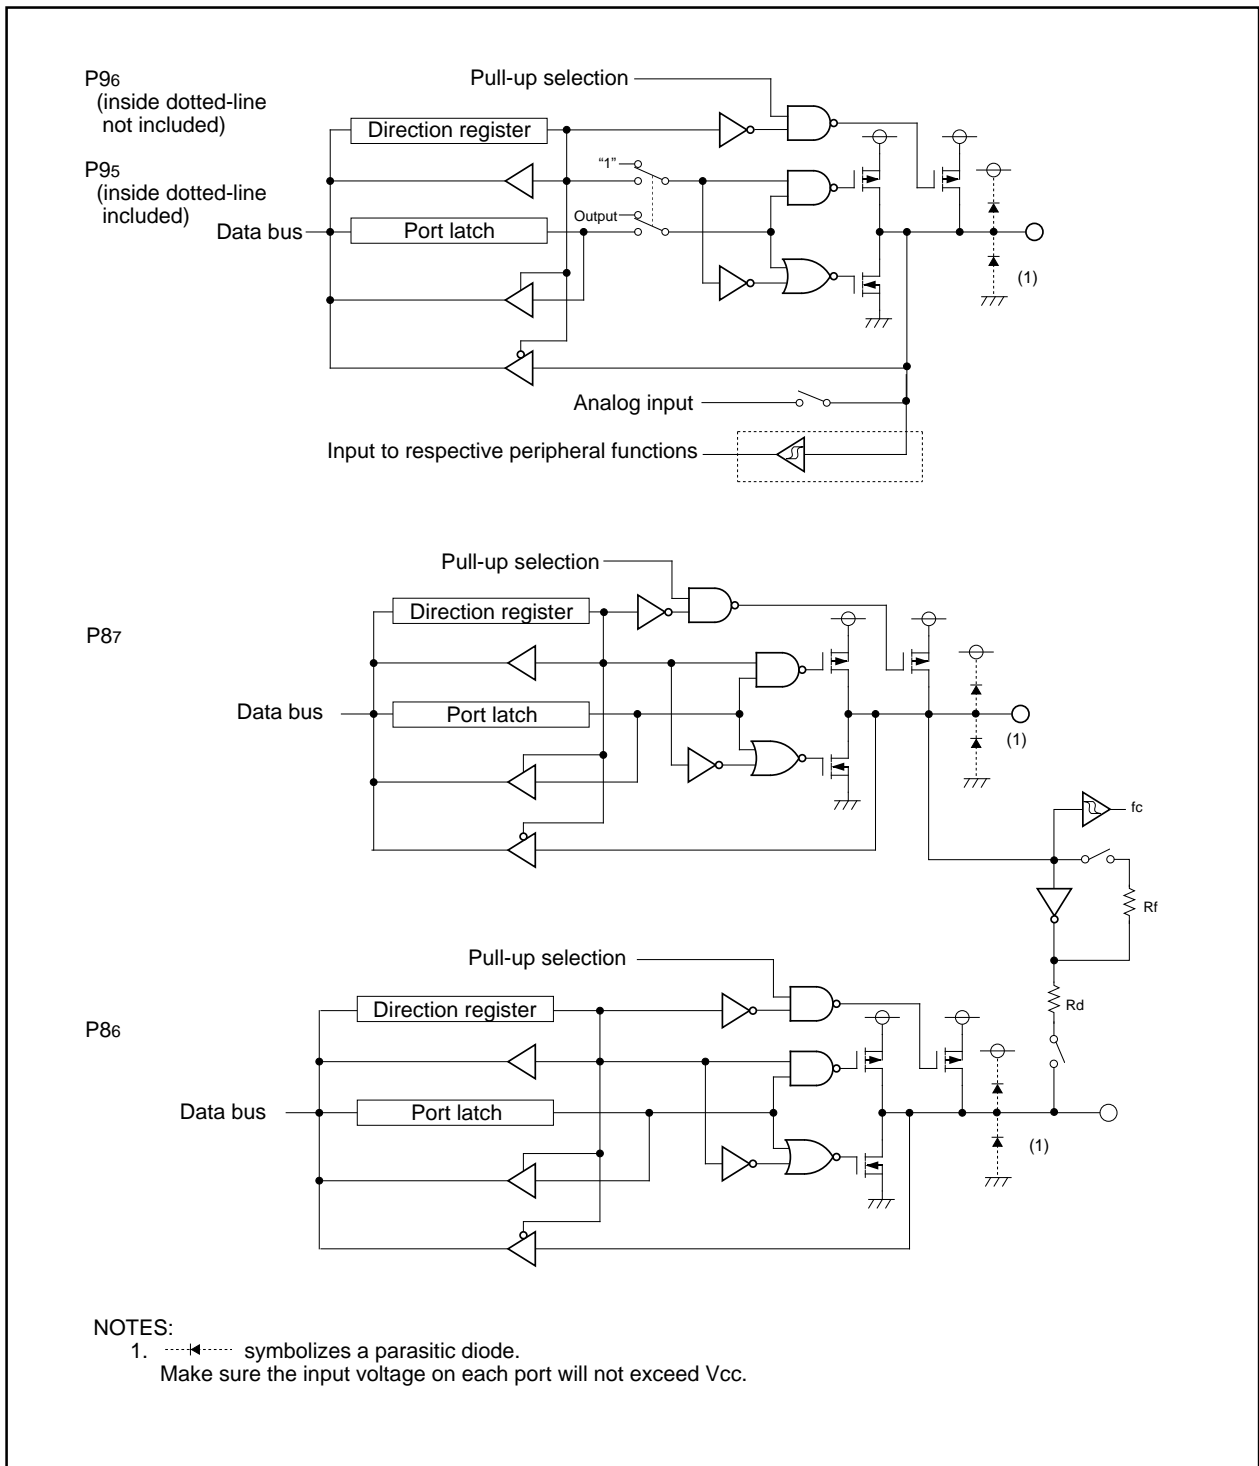 P96
(inside dotted-line
not included)
Pull-up selection
Direction register
P95
(inside dotted-line
included)
"1"
Output
Data bus
Port latch
(1)
Analog input
Input to respective peripheral functions
Pull-up selection
Direction register
P87
Data bus
Port latch
(1)
fc
Rf
Pull-up selection
Direction register
Rd
P86
Data bus
Port latch
(1)
NOTES:
1. symbolizes a parasitic diode.
Make sure the input voltage on each port will not exceed Vcc.